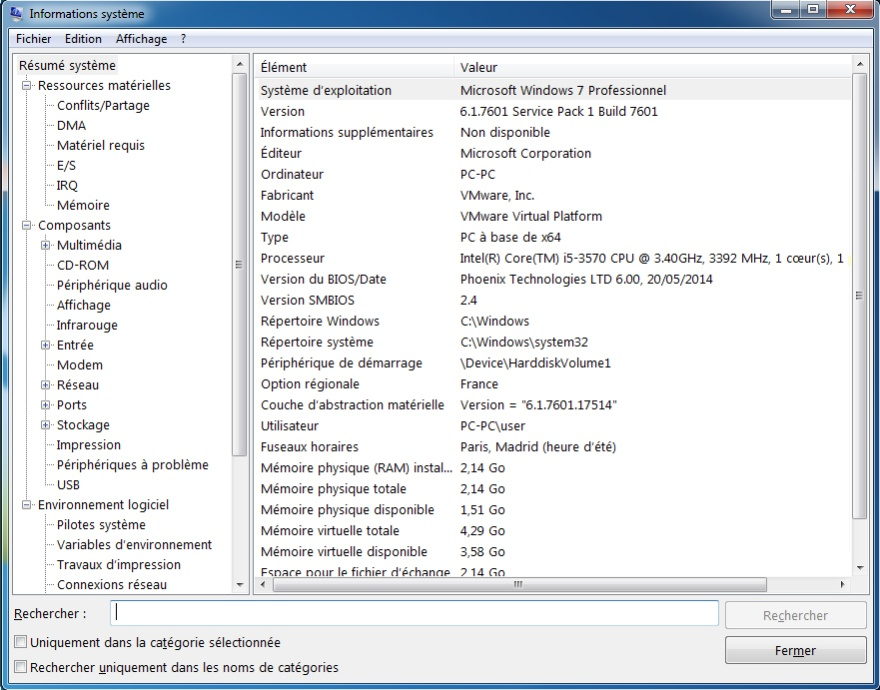 Informations système
Fichier Edition Affichage ?
Résumé système
Ressources matérielles
Conflits/Partage
DMA
Matériel requis
E/S
IRQ
Mémoire
Composants
Multimédia
CD-ROM
Périphérique audio
Affichage
Infrarouge
Entrée
Modem
Réseau
Ports
Stockage
Impression
Périphériques à problème
USB
Environnement logiciel
Pilotes système
Variables d'environnement
Travaux d'impression
Connexions réseau
Élément Valeur
Système d'exploitation Microsoft Windows 7 Professionnel
Version 6.1.7601 Service Pack 1 Build 7601
Informations supplémentaires Non disponible
Éditeur Microsoft Corporation
Ordinateur PC-PC
Fabricant VMware, Inc.
Modèle VMware Virtual Platform
Type PC à base de x64
Processeur Intel(R) Core(TM) i5-3570 CPU @ 3.40GHz, 3392 MHz, 1 cœur(s), 1
Version du BIOS/Date Phoenix Technologies LTD 6.00, 20/05/2014
Version SMBIOS 2.4
Répertoire Windows C:\Windows
Répertoire système C:\Windows\system32
Périphérique de démarrage \Device\HarddiskVolume1
Option régionale France
Couche d'abstraction matérielle Version = "6.1.7601.17514"
Utilisateur PC-PC\user
Fuseaux horaires Paris, Madrid (heure d'été)
Mémoire physique (RAM) instal... 2,14 Go
Mémoire physique totale 2,14 Go
Mémoire physique disponible 1,51 Go
Mémoire virtuelle totale 4,29 Go
Mémoire virtuelle disponible 3,58 Go
Espace pour le fichier d'échange 2,14 Go
Rechercher :
Rechercher
Uniquement dans la catégorie sélectionnée
Fermer
Rechercher uniquement dans les noms de catégories